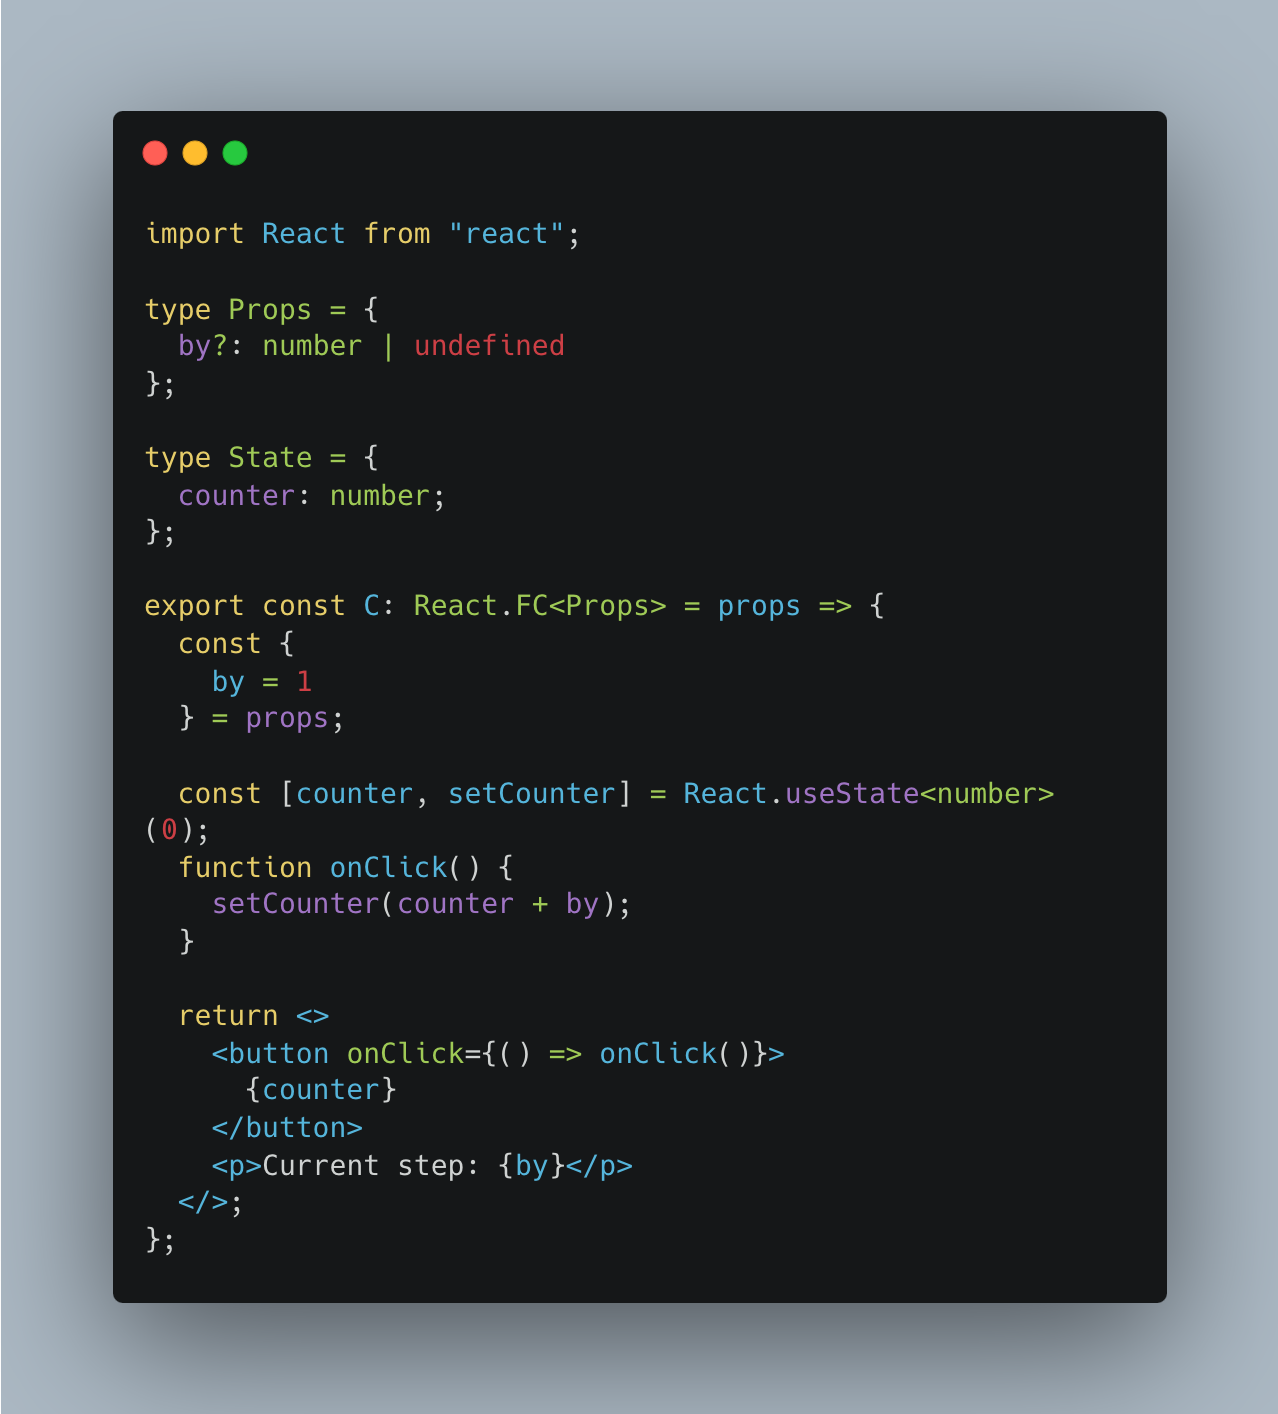 import React from "react";

type Props = {
  by?: number | undefined
};

type State = {
  counter: number;
};

export const C: React.FC<Props> = props => {
  const {
    by = 1
  } = props;

  const [counter, setCounter] = React.useState<number>
(0);
  function onClick() {
    setCounter(counter + by);
  }

  return <>
    <button onClick={() => onClick()}>
      {counter}
    </button>
    <p>Current step: {by}</p>
  </>;
};